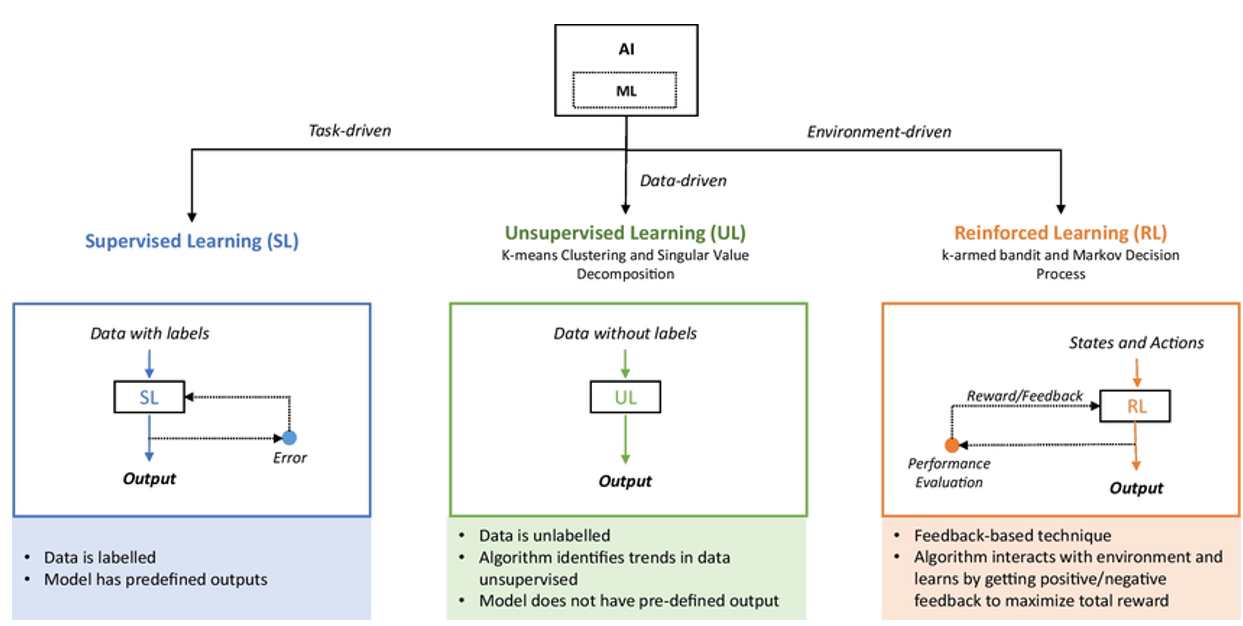 AI
ML
Task-driven
Environment-driven
Data-driven
Supervised Learning (SL)
Unsupervised Learning (UL)
K-means Clustering and Singular Value
Decomposition
Reinforced Learning (RL)
k-armed bandit and Markov Decision
Process
Data with labels
SL
Error
Output
Data without labels
UL
Output
States and Actions
Reward/Feedback
RL
Performance
Evaluation
Output
• Data is labelled
• Model has predefined outputs
• Data is unlabelled
• Algorithm identifies trends in data
unsupervised
• Model does not have pre-defined output
• Feedback-based technique
• Algorithm interacts with environment and
learns by getting positive/negative
feedback to maximize total reward